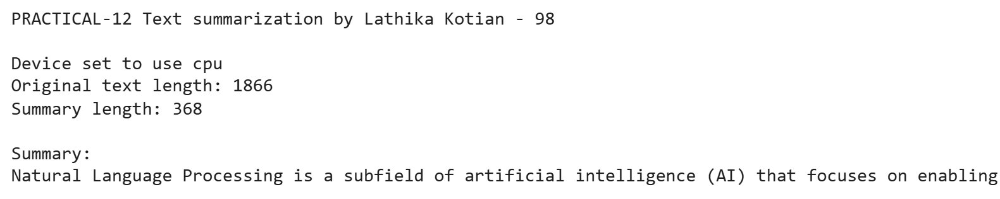 PRACTICAL-12 Text summarization by Lathika Kotian - 98
Device set to use cpu
Original text length: 1866
Summary length: 368
Summary:
Natural Language Processing is a subfield of artificial intelligence (AI) that focuses on enabling